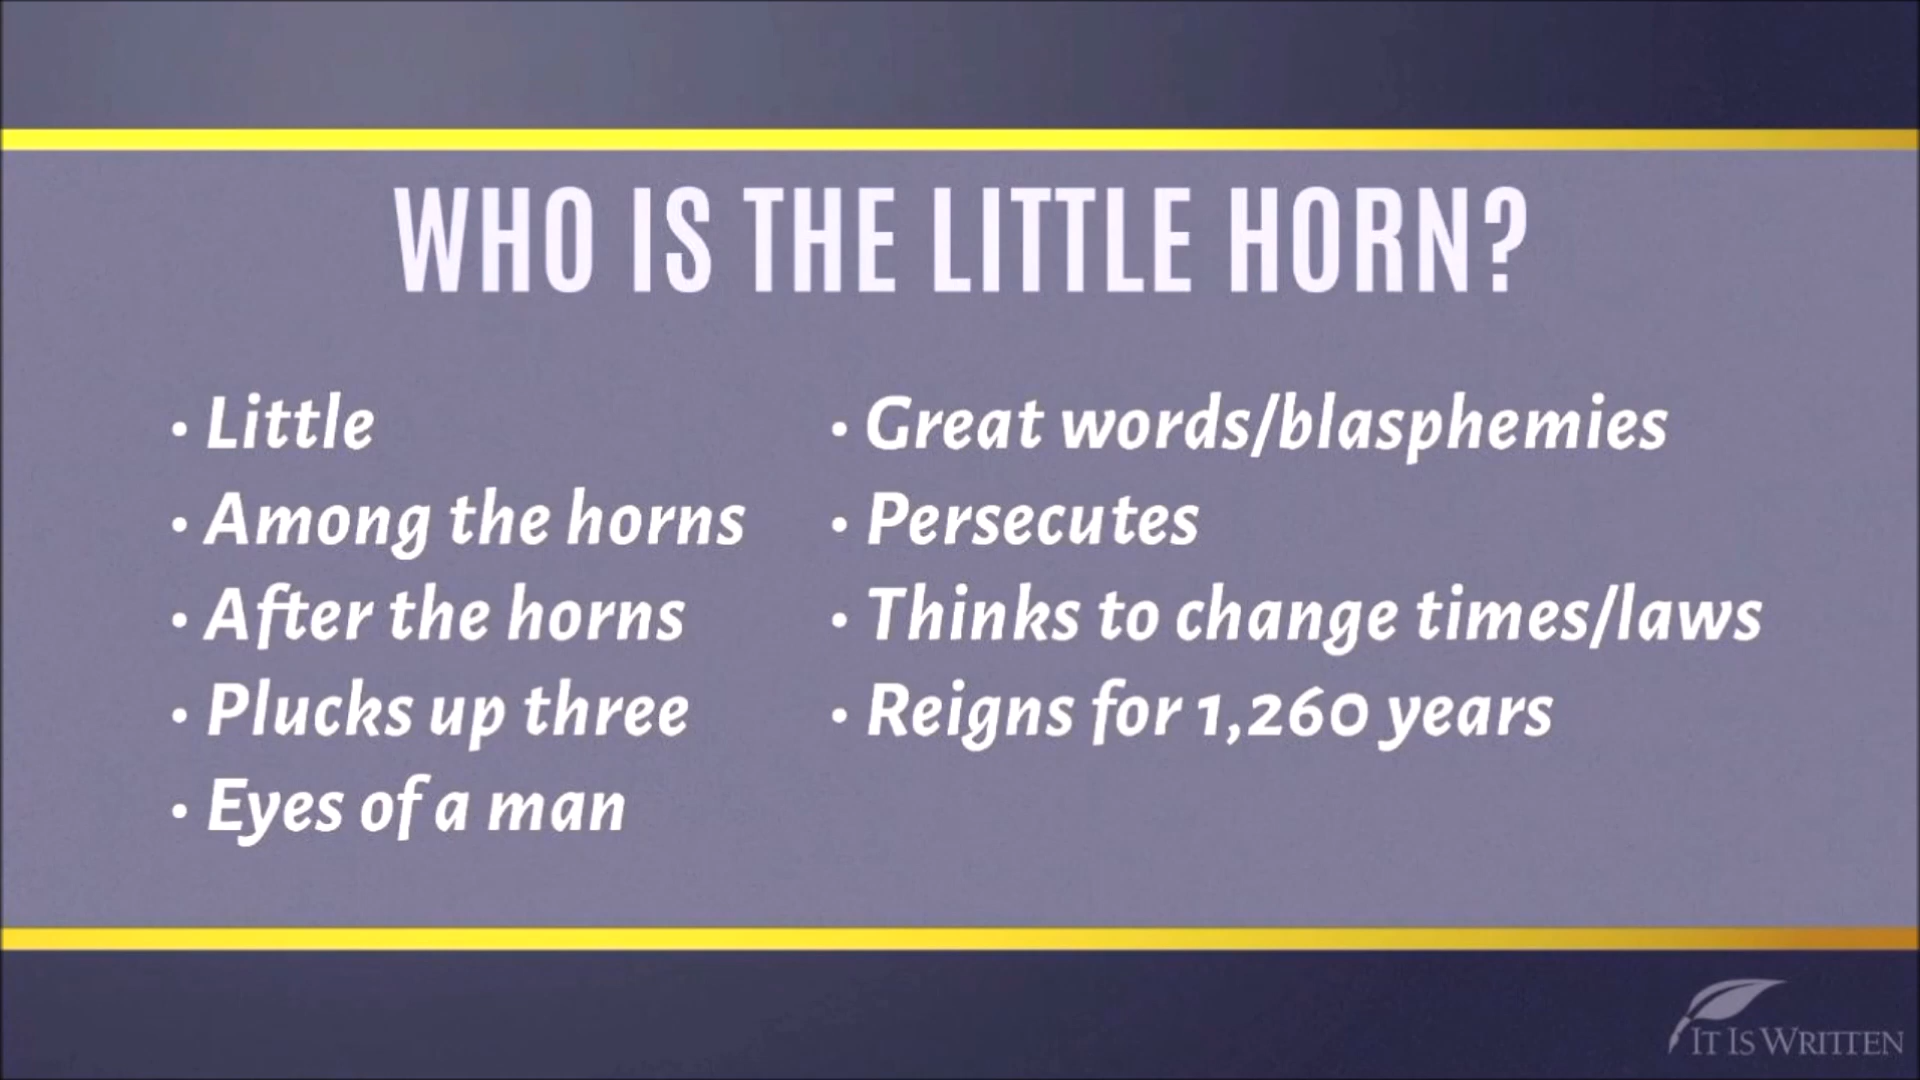 WHO IS THE LITTLE HORN?
• Little
• Among the horns
• After the horns
• Plucks up three
• Eyes of a man
• Great words/blasphemies
• Persecutes
• Thinks to change times/laws
• Reigns for 1,260 years
IT IS WRITTEN